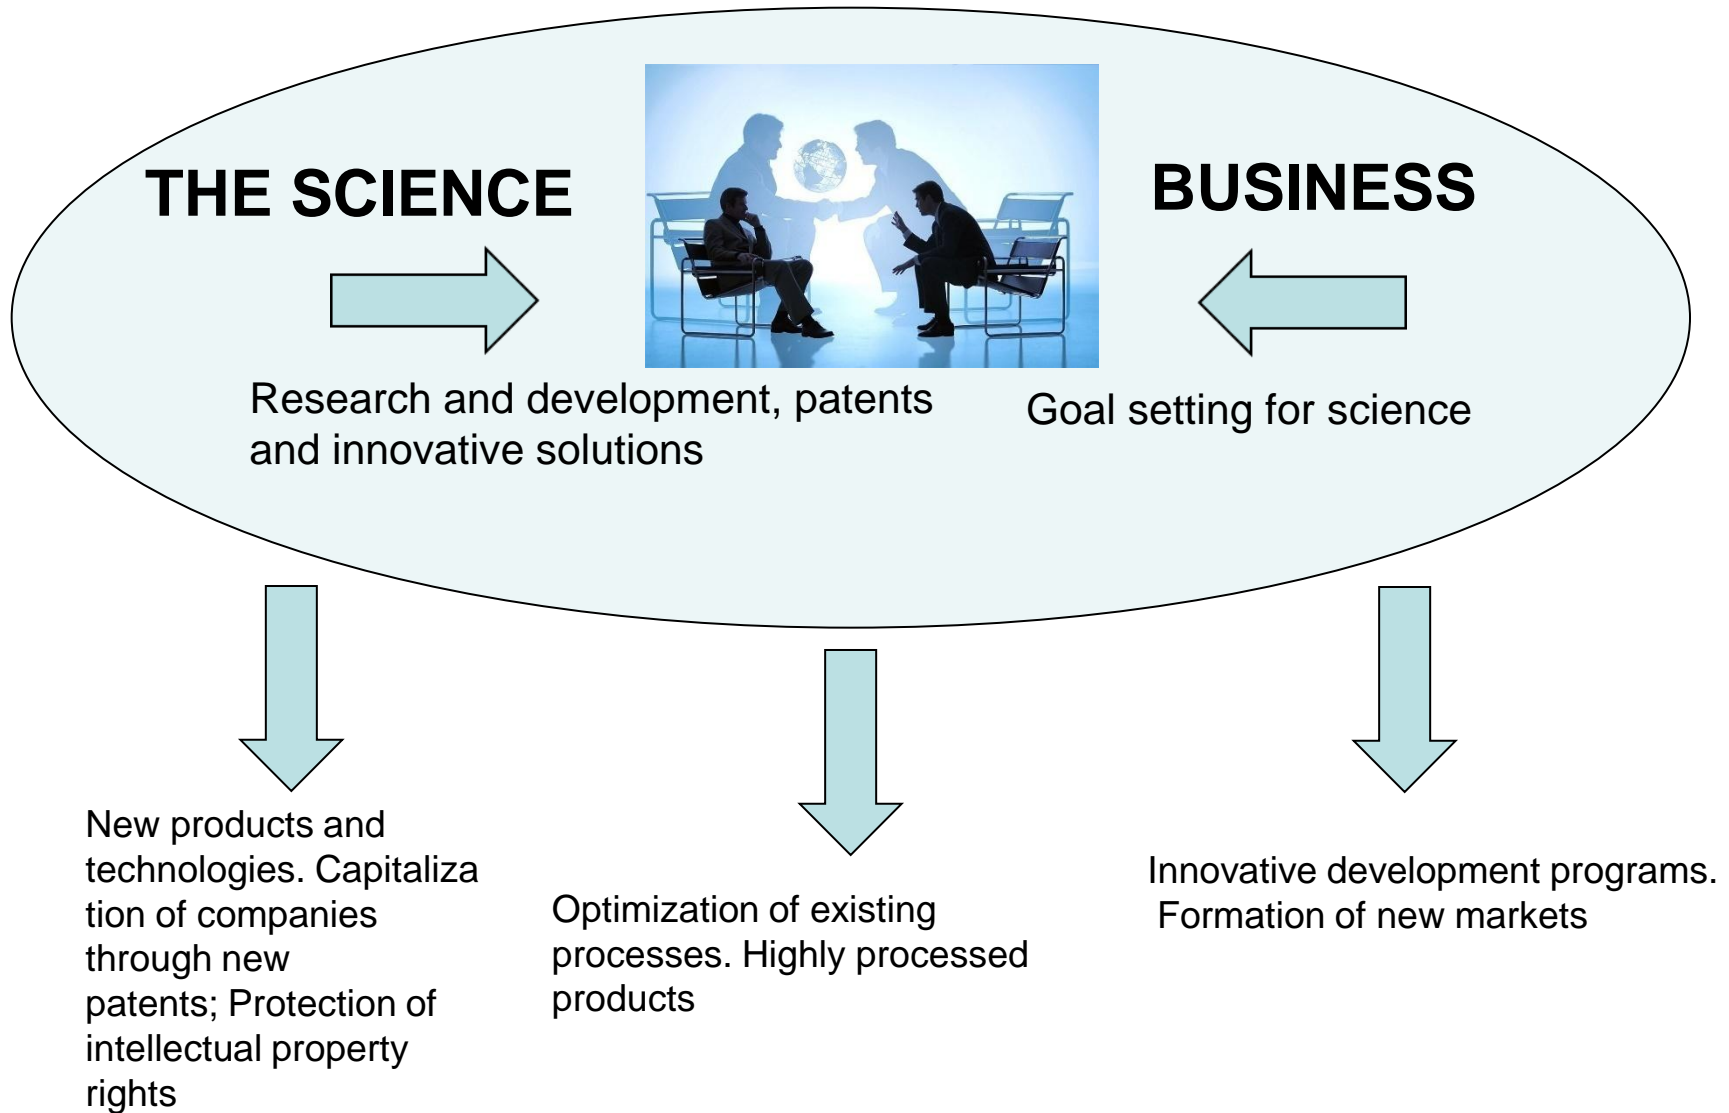 THE SCIENCE
BUSINESS
Research and development, patents
and innovative solutions
Goal setting for science
New products and
technologies. Capitaliza
tion of companies
through new
patents; Protection of
intellectual property
rights
Optimization of existing
processes. Highly processed
products
Innovative development programs.
Formation of new markets